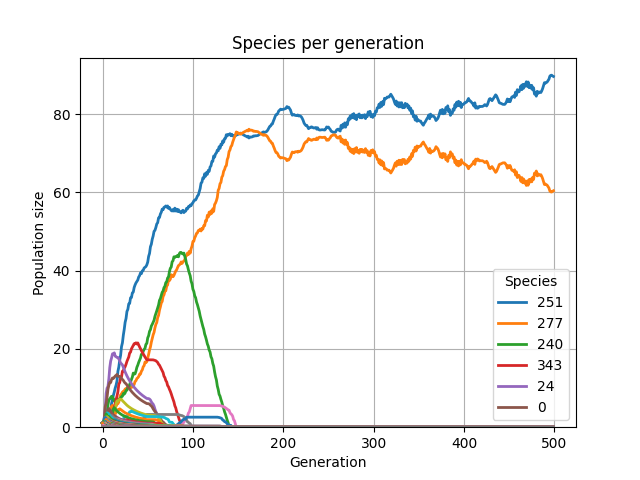 Species per generation
Population size
80
60
40
20
0
0 100 200 300 400 500
Generation
Species
251
277
240
343
24
0